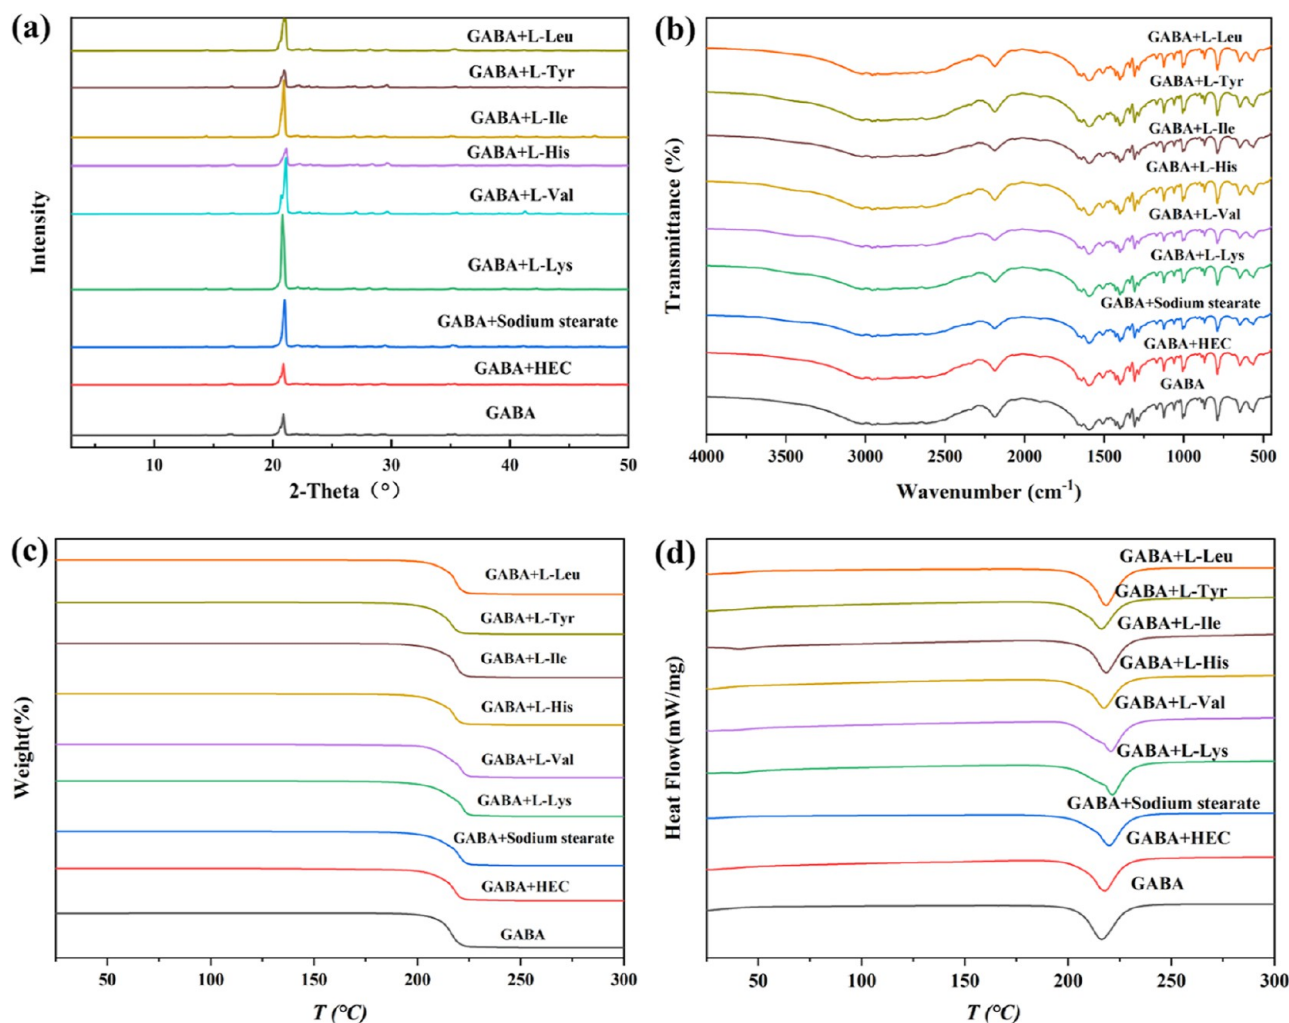 (a)
Intensity
GABA+L-Leu
GABA+L-Tyr
GABA+L-Ile
GABA+L-His
GABA+L-Val
GABA+L-Lys
GABA+Sodium stearate
GABA+HEC
GABA
10 20 30 40 50
2-Theta（°）
(b)
Transmittance (%)
GABA+L-Leu
GABA+L-Tyr
GABA+L-Ile
GABA+L-His
GABA+L-Val
GABA+L-Lys
GABA+Sodium stearate
GABA+HEC
GABA
4000 3500 3000 2500 2000 1500 1000 500
Wavenumber (cm⁻¹)
(c)
Weight(%)
GABA+L-Leu
GABA+L-Tyr
GABA+L-Ile
GABA+L-His
GABA+L-Val
GABA+L-Lys
GABA+Sodium stearate
GABA+HEC
GABA
50 100 150 200 250 300
T (°C)
(d)
Heat Flow(mW/mg)
GABA+L-Leu
GABA+L-Tyr
GABA+L-Ile
GABA+L-His
GABA+L-Val
GABA+L-Lys
GABA+Sodium stearate
GABA+HEC
GABA
50 100 150 200 250 300
T (°C)